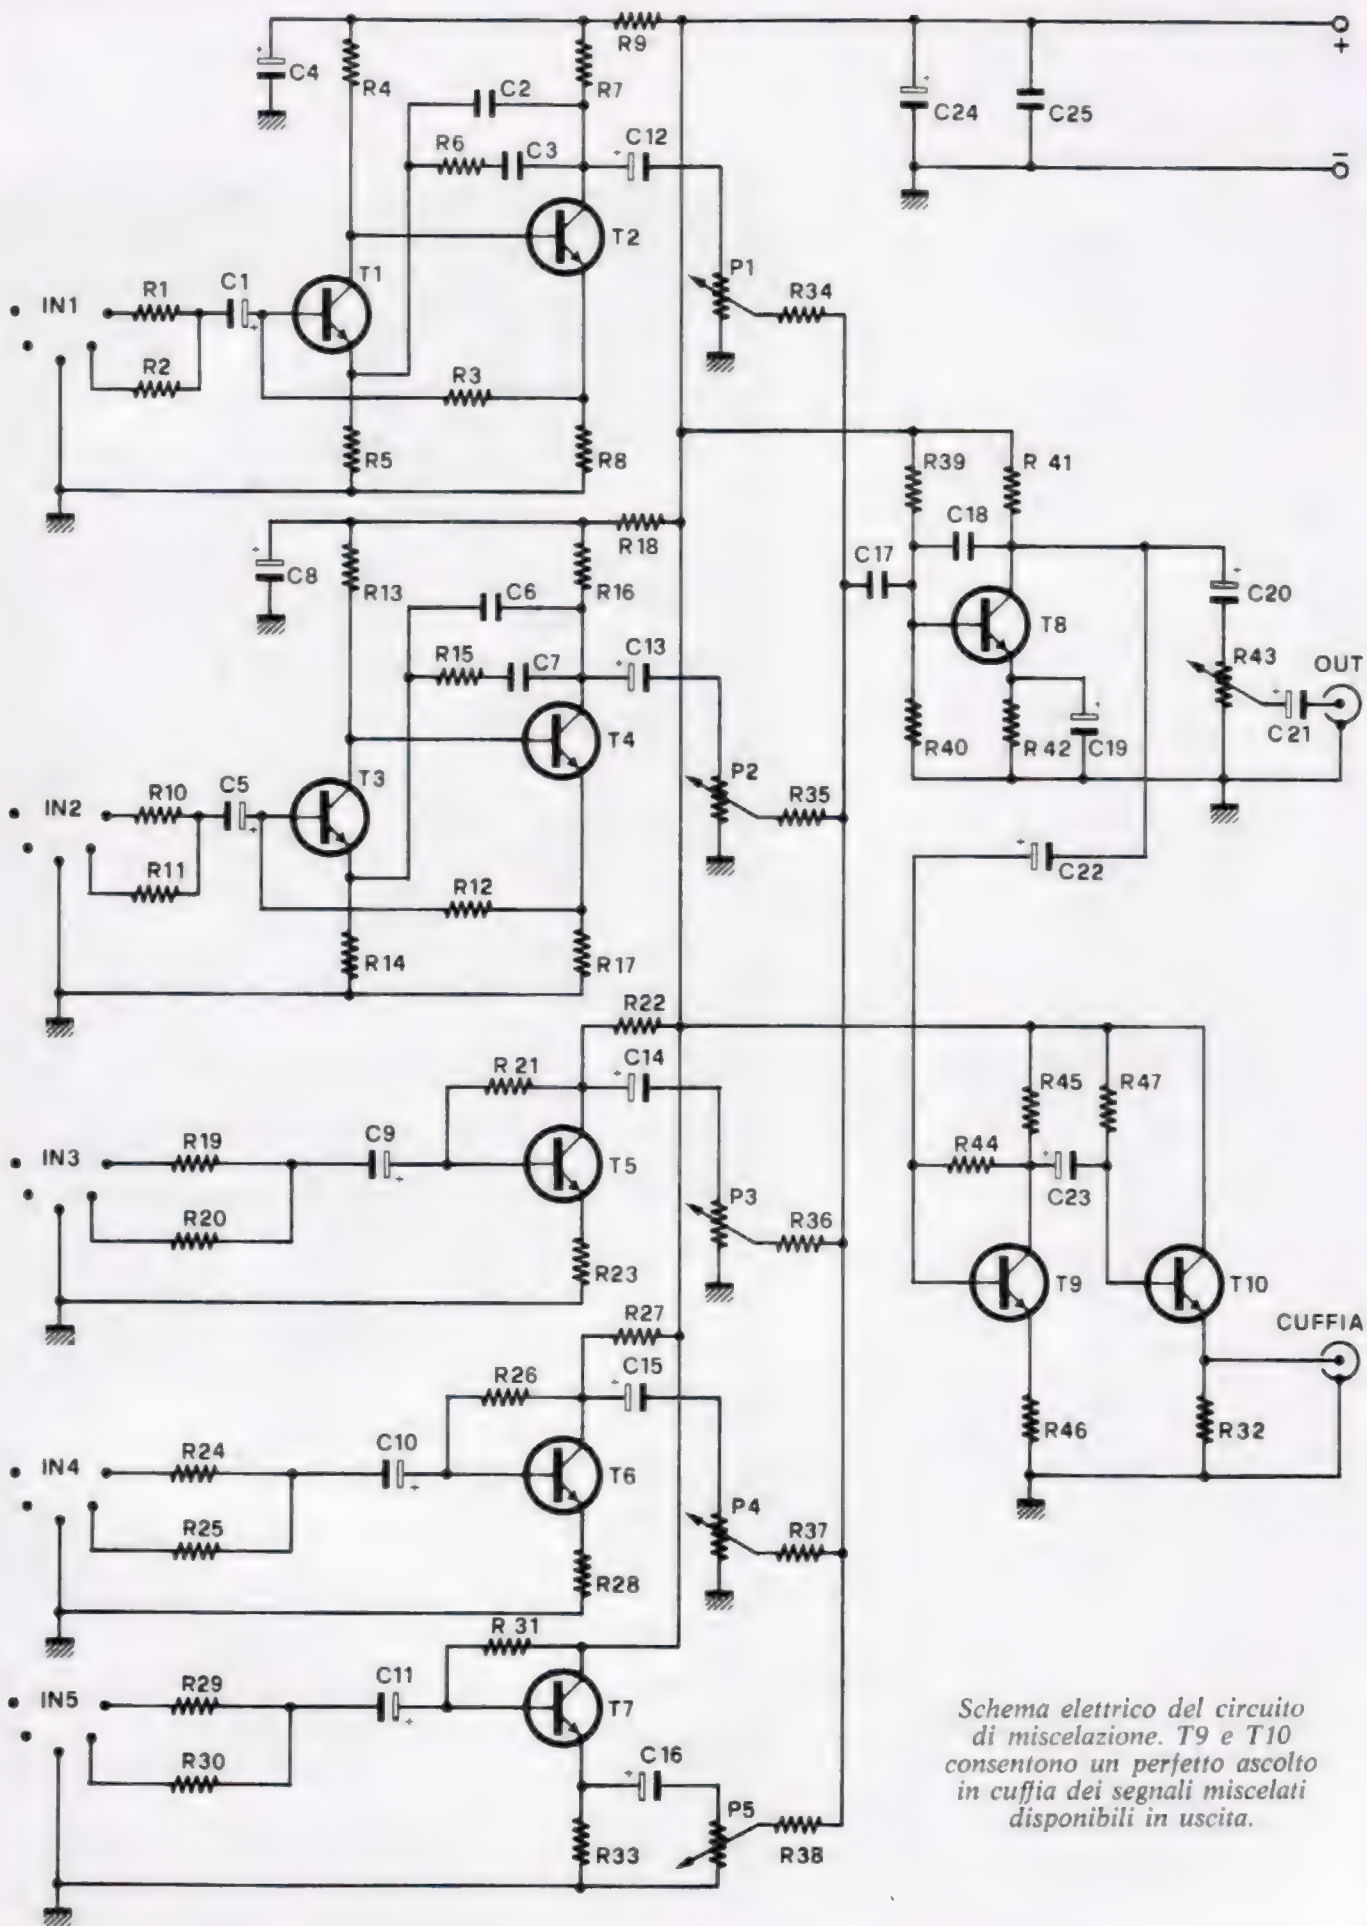 R9
+
C4
R4
R7
C2
C24
C25
C12
R6
C3
−
T2
P1
T1
IN1
R1
C1
R34
R2
R3
R5
R8
R39
R 41
R18
C18
C8
R13
R16
C17
C6
C20
T8
R15
C7
C13
R43
OUT
T4
C21
R40
R42
C19
P2
T3
IN2
R10
C5
R35
R11
C22
R12
R14
R17
R22
R 21
C14
R45
R47
R19
C9
R44
IN3
T5
C23
P3
R20
R36
R23
T9
T10
R27
CUFFIA
R26
C15
R24
C10
R46
R32
IN4
T6
P4
R25
R37
R28
R 31
R29
C11
IN5
T7
R30
C16
P5
R33
R38
Schema elettrico del circuito
di miscelazione. T9 e T10
consentono un perfetto ascolto
in cuffia dei segnali miscelati
disponibili in uscita.